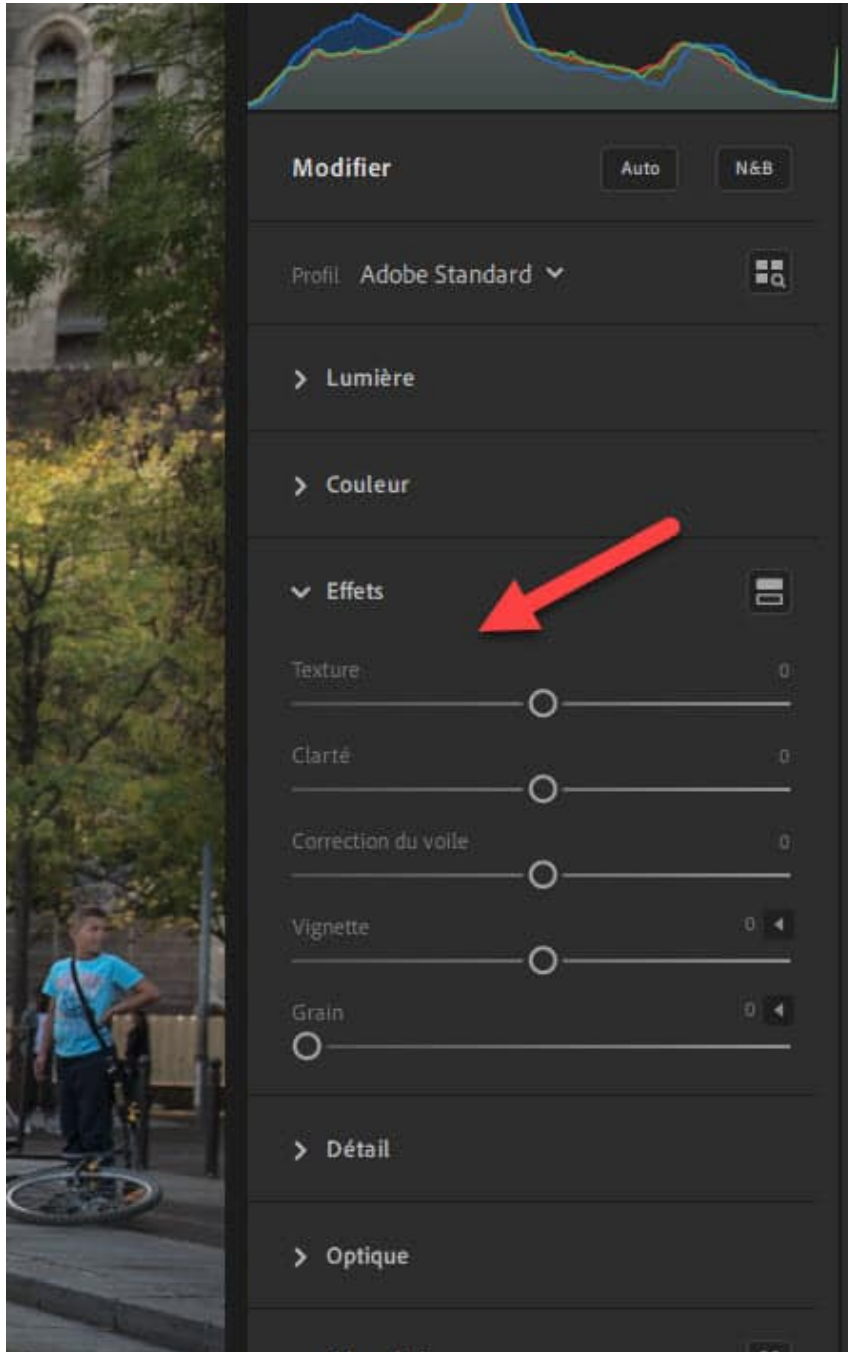 Modifier Auto N&B
Profil Adobe Standard
Lumière
Couleur
Effets
Texture 0
Clarté 0
Correction du voile 0
Vignette 0
Grain 0
Détail
Optique